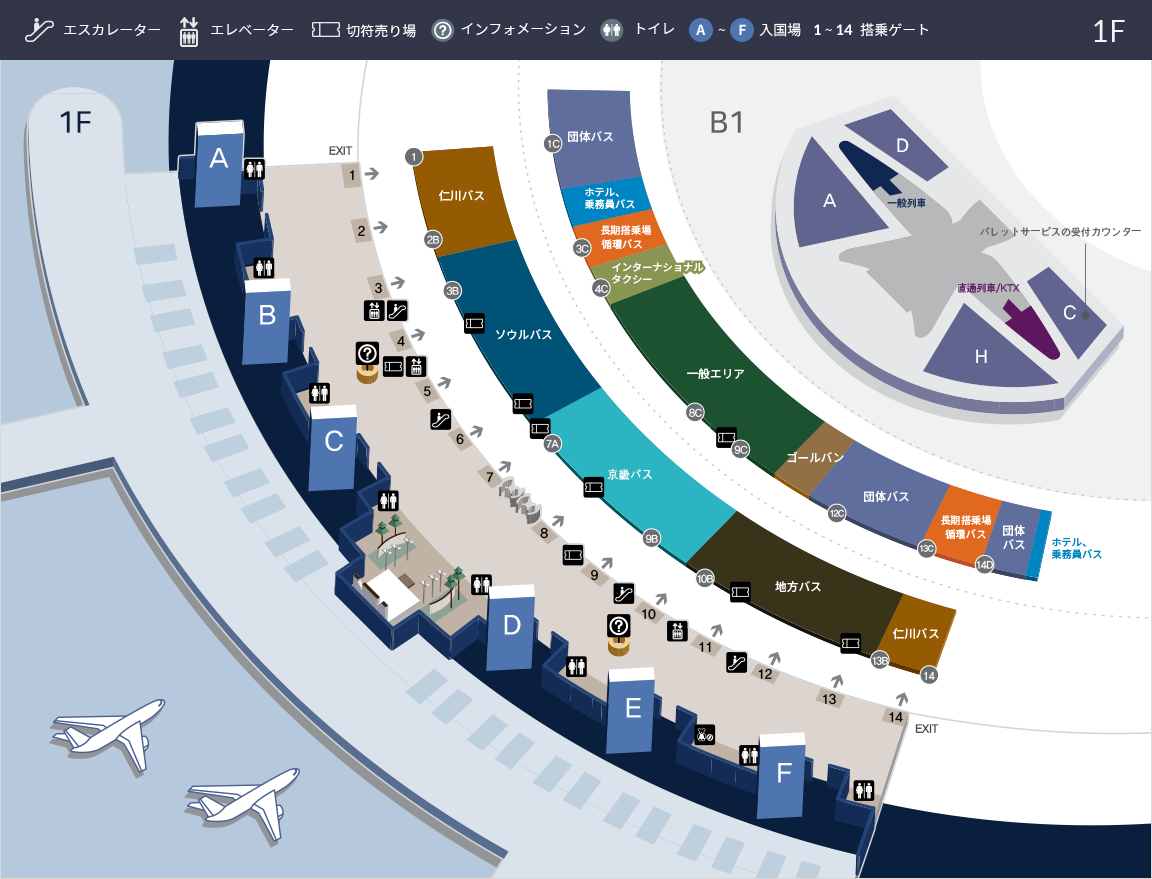 エスカレーター
エレベーター
切符売り場
インフォメーション
トイレ
A ~ F 入国場
1 ~ 14 搭乗ゲート
1F
1F
B1
A
D
一般列車
パレットサービスの受付カウンター
直通列車/KTX
C
H
EXIT
A
B
C
D
E
F
1
2
3
4
5
6
7
8
9
10
11
12
13
14
EXIT
1
仁川バス
2B
3B
ソウルバス
7A
京畿バス
9B
10B
地方バス
13B
仁川バス
14
1C
団体バス
ホテル、
乗務員バス
3C
長期搭乗場
循環バス
4C
インターナショナル
タクシー
一般エリア
8C
9C
ゴールバン
12C
団体バス
13C
長期搭乗場
循環バス
14D
団体
バス
ホテル、
乗務員バス